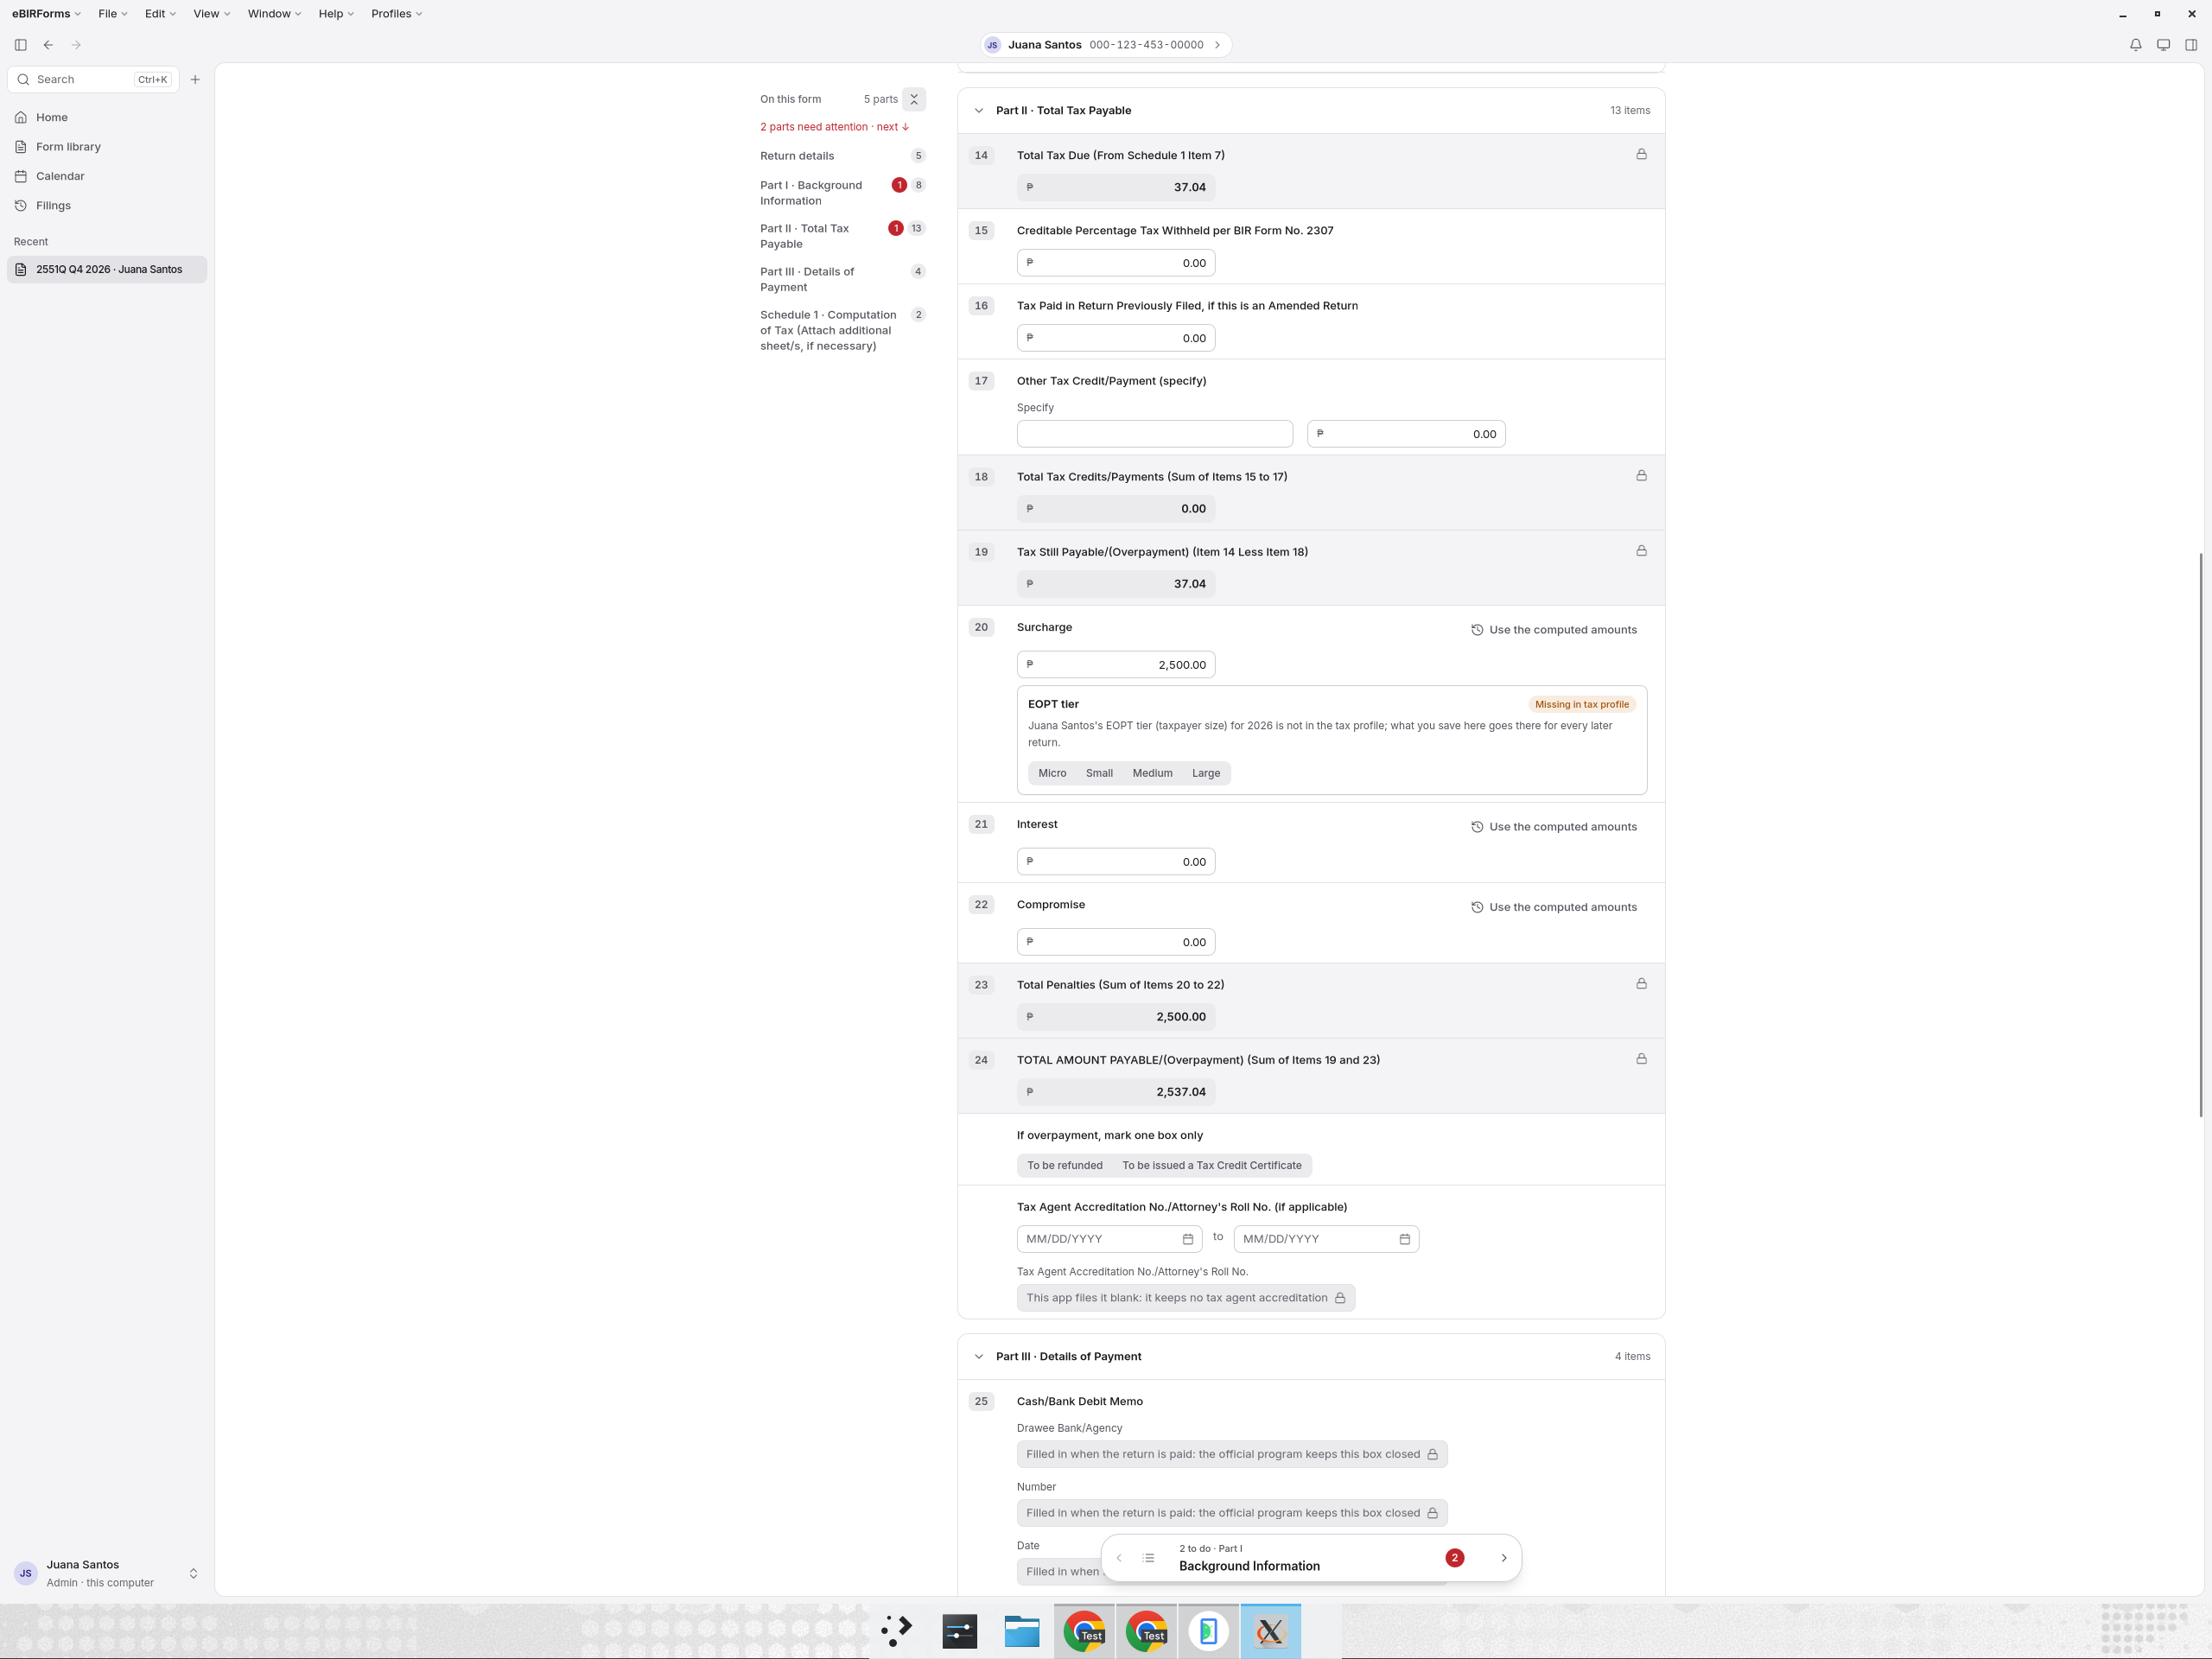 eBIRForms File Edit View Window Help Profiles
JS Juana Santos 000-123-453-00000
Search Ctrl+K
Home
Form library
Calendar
Filings
Recent
2551Q Q4 2026 · Juana Santos
On this form 5 parts
2 parts need attention · next ↓
Return details 5
Part I · Background 1 8
Information
Part II · Total Tax 1 13
Payable
Part III · Details of 4
Payment
Schedule 1 · Computation 2
of Tax (Attach additional
sheet/s, if necessary)
Part II · Total Tax Payable 13 items
14 Total Tax Due (From Schedule 1 Item 7)
₱ 37.04
15 Creditable Percentage Tax Withheld per BIR Form No. 2307
₱ 0.00
16 Tax Paid in Return Previously Filed, if this is an Amended Return
₱ 0.00
17 Other Tax Credit/Payment (specify)
Specify
₱ 0.00
18 Total Tax Credits/Payments (Sum of Items 15 to 17)
₱ 0.00
19 Tax Still Payable/(Overpayment) (Item 14 Less Item 18)
₱ 37.04
20 Surcharge Use the computed amounts
₱ 2,500.00
EOPT tier Missing in tax profile
Juana Santos's EOPT tier (taxpayer size) for 2026 is not in the tax profile; what you save here goes there for every later
return.
Micro Small Medium Large
21 Interest Use the computed amounts
₱ 0.00
22 Compromise Use the computed amounts
₱ 0.00
23 Total Penalties (Sum of Items 20 to 22)
₱ 2,500.00
24 TOTAL AMOUNT PAYABLE/(Overpayment) (Sum of Items 19 and 23)
₱ 2,537.04
If overpayment, mark one box only
To be refunded To be issued a Tax Credit Certificate
Tax Agent Accreditation No./Attorney's Roll No. (if applicable)
MM/DD/YYYY to MM/DD/YYYY
Tax Agent Accreditation No./Attorney's Roll No.
This app files it blank: it keeps no tax agent accreditation
Part III · Details of Payment 4 items
25 Cash/Bank Debit Memo
Drawee Bank/Agency
Filled in when the return is paid: the official program keeps this box closed
Number
Filled in when the return is paid: the official program keeps this box closed
Date
Filled in when
2 to do · Part I
Background Information 2
JS Juana Santos
Admin · this computer
Test Test